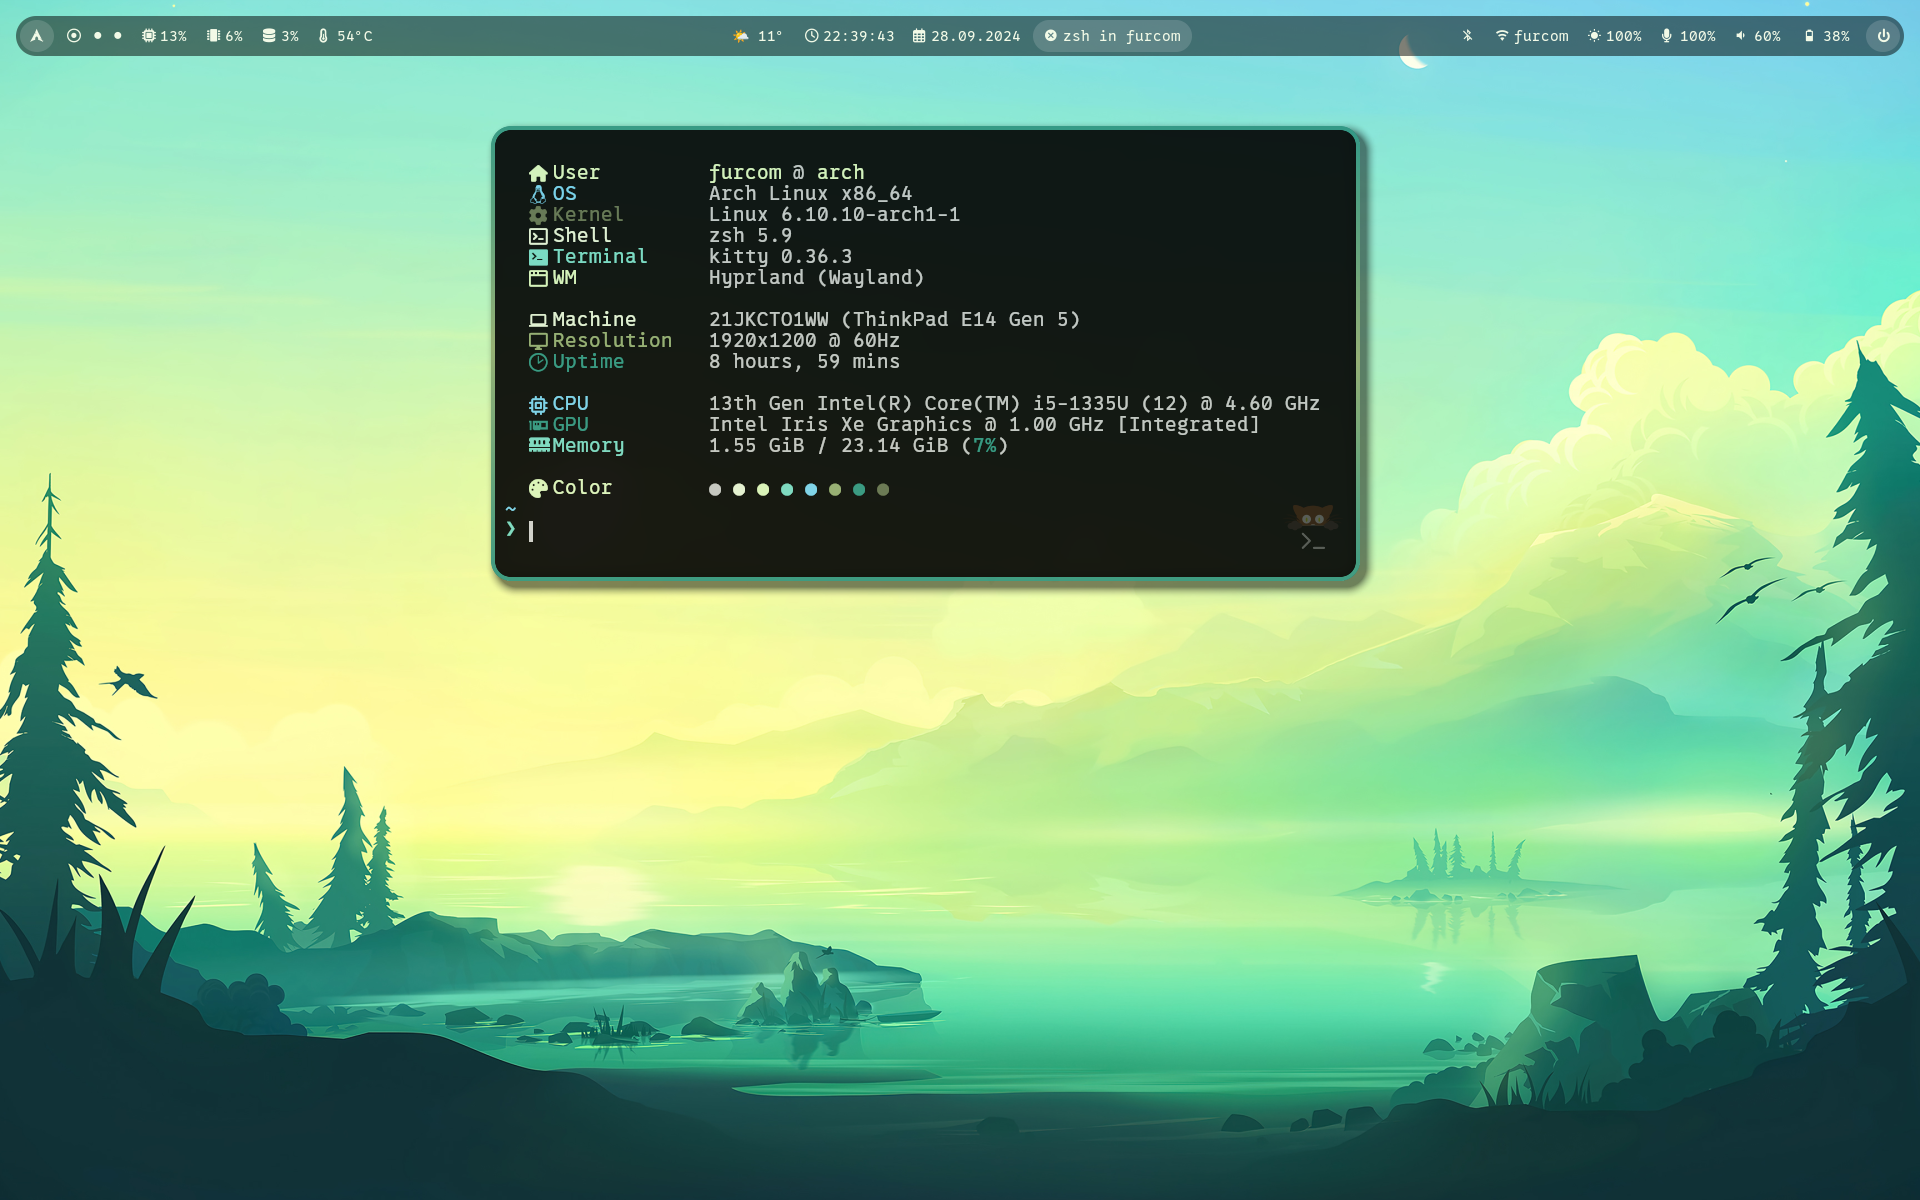 13% 6% 3% 54°C 11° 22:39:43 28.09.2024 zsh in ƒurcom ƒurcom 100% 100% 60% 38%
User ƒurcom @ arch
OS Arch Linux x86_64
Kernel Linux 6.10.10-arch1-1
Shell zsh 5.9
Terminal kitty 0.36.3
WM Hyprland (Wayland)
Machine 21JKCTO1WW (ThinkPad E14 Gen 5)
Resolution 1920x1200 @ 60Hz
Uptime 8 hours, 59 mins
CPU 13th Gen Intel(R) Core(TM) i5-1335U (12) @ 4.60 GHz
GPU Intel Iris Xe Graphics @ 1.00 GHz [Integrated]
Memory 1.55 GiB / 23.14 GiB (7%)
Color
~
❯